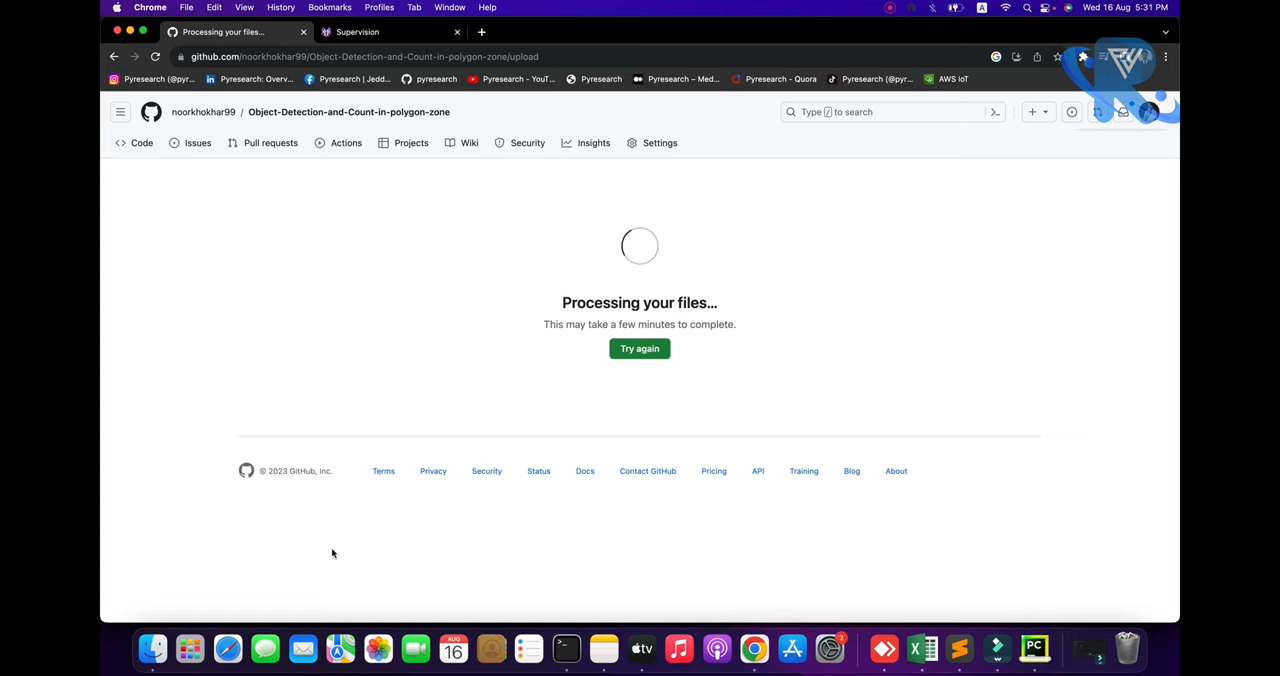 Chrome File Edit View History Bookmarks Profiles Tab Window Help A Wed 16 Aug 5:31 PM
Processing your files... Supervision
github.com/noorkhokhar99/Object-Detection-and-Count-in-polygon-zone/upload
Pyresearch (@pyr... Pyresearch: Overv... Pyresearch | Jedd... pyresearch Pyresearch - YouT... Pyresearch Pyresearch – Med... Pyresearch - Quora Pyresearch (@pyr... AWS IoT
noorkhokhar99 / Object-Detection-and-Count-in-polygon-zone Type / to search
Code Issues Pull requests Actions Projects Wiki Security Insights Settings
Processing your files...
This may take a few minutes to complete.
Try again
© 2023 GitHub, Inc. Terms Privacy Security Status Docs Contact GitHub Pricing API Training Blog About
AUG
16
tv
PC
2